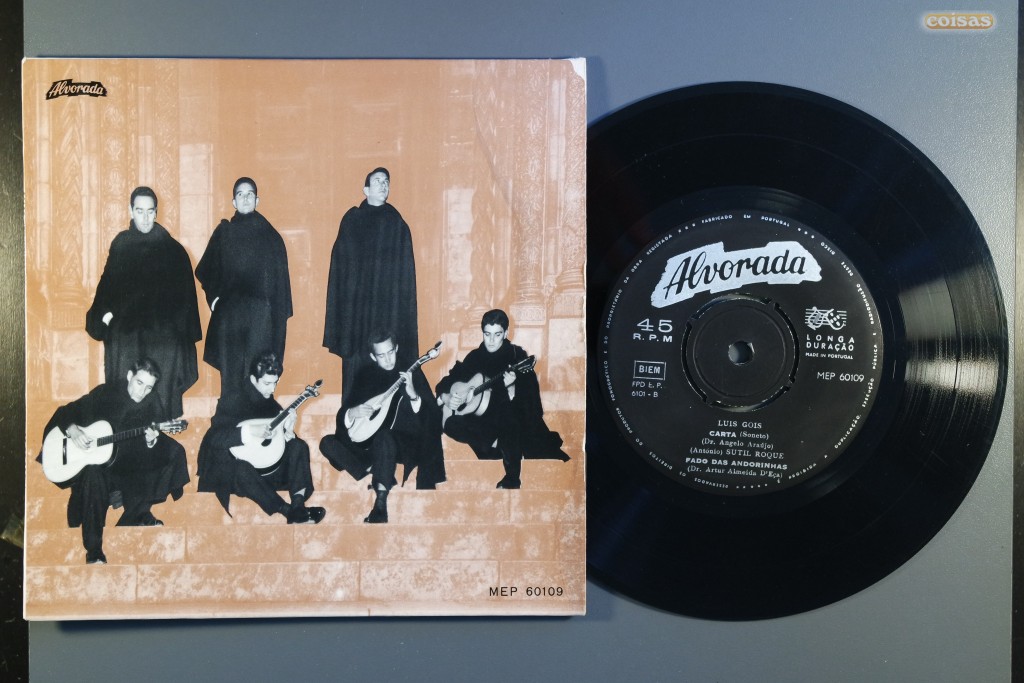 coisas
Alvorada
MEP 60109
FABRICADO EM PORTUGAL
Alvorada
45
R.P.M
LONGA
DURAÇÃO
MADE IN PORTUGAL
BIEM
MEP 60109
FPD E. P.
6101 - B
LUIS GOIS
CARTA (Soneto)
(Dr. Angelo Araújo)
(António) SUTIL ROQUE
FADO DAS ANDORINHAS
(Dr. Artur Almeida D'Eça)